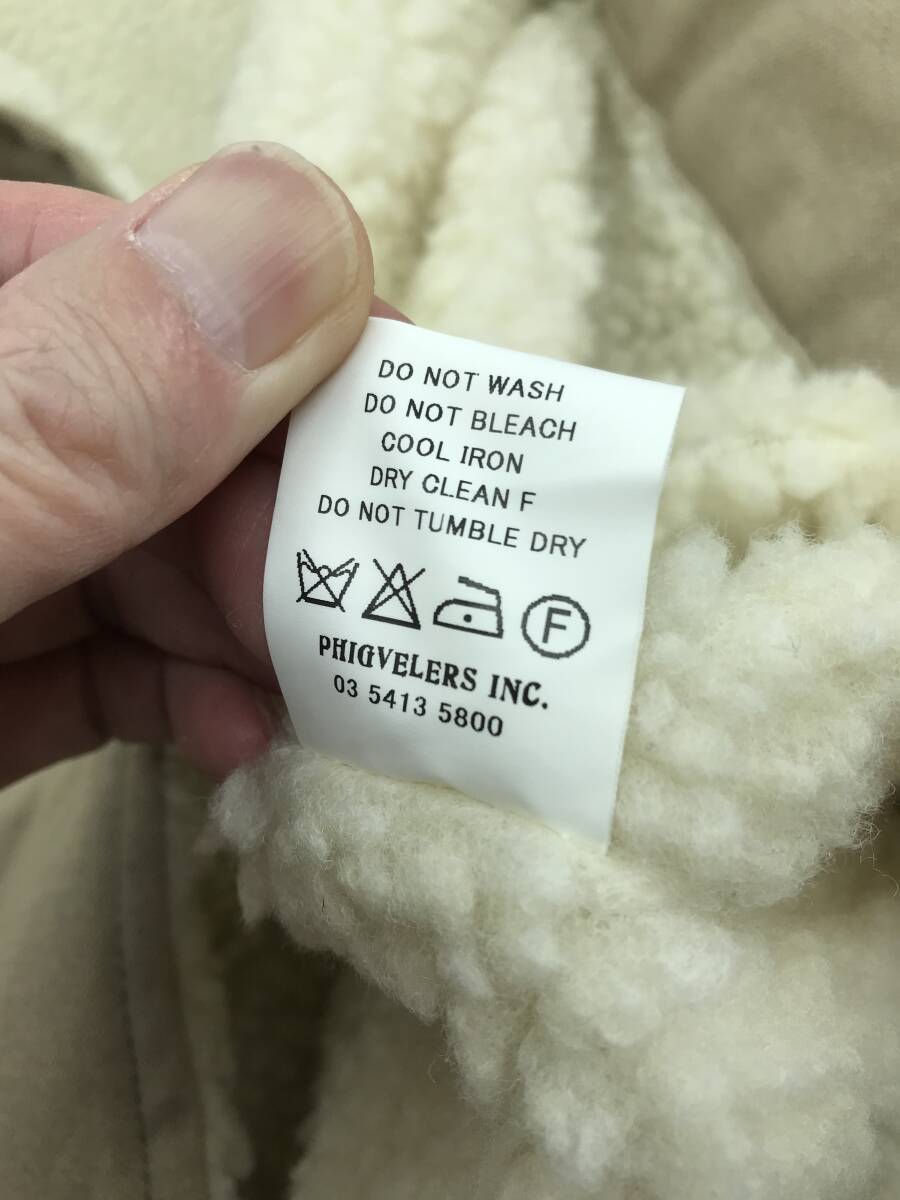 DO NOT WASH
DO NOT BLEACH
COOL IRON
DRY CLEAN F
DO NOT TUMBLE DRY
F
PHIGVELERS INC.
03 5413 5800